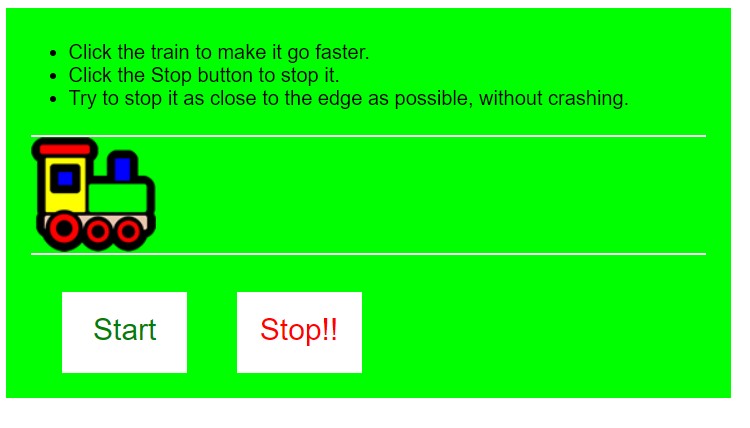 Click the train to make it go faster.
Click the Stop button to stop it.
Try to stop it as close to the edge as possible, without crashing.
Start
Stop!!